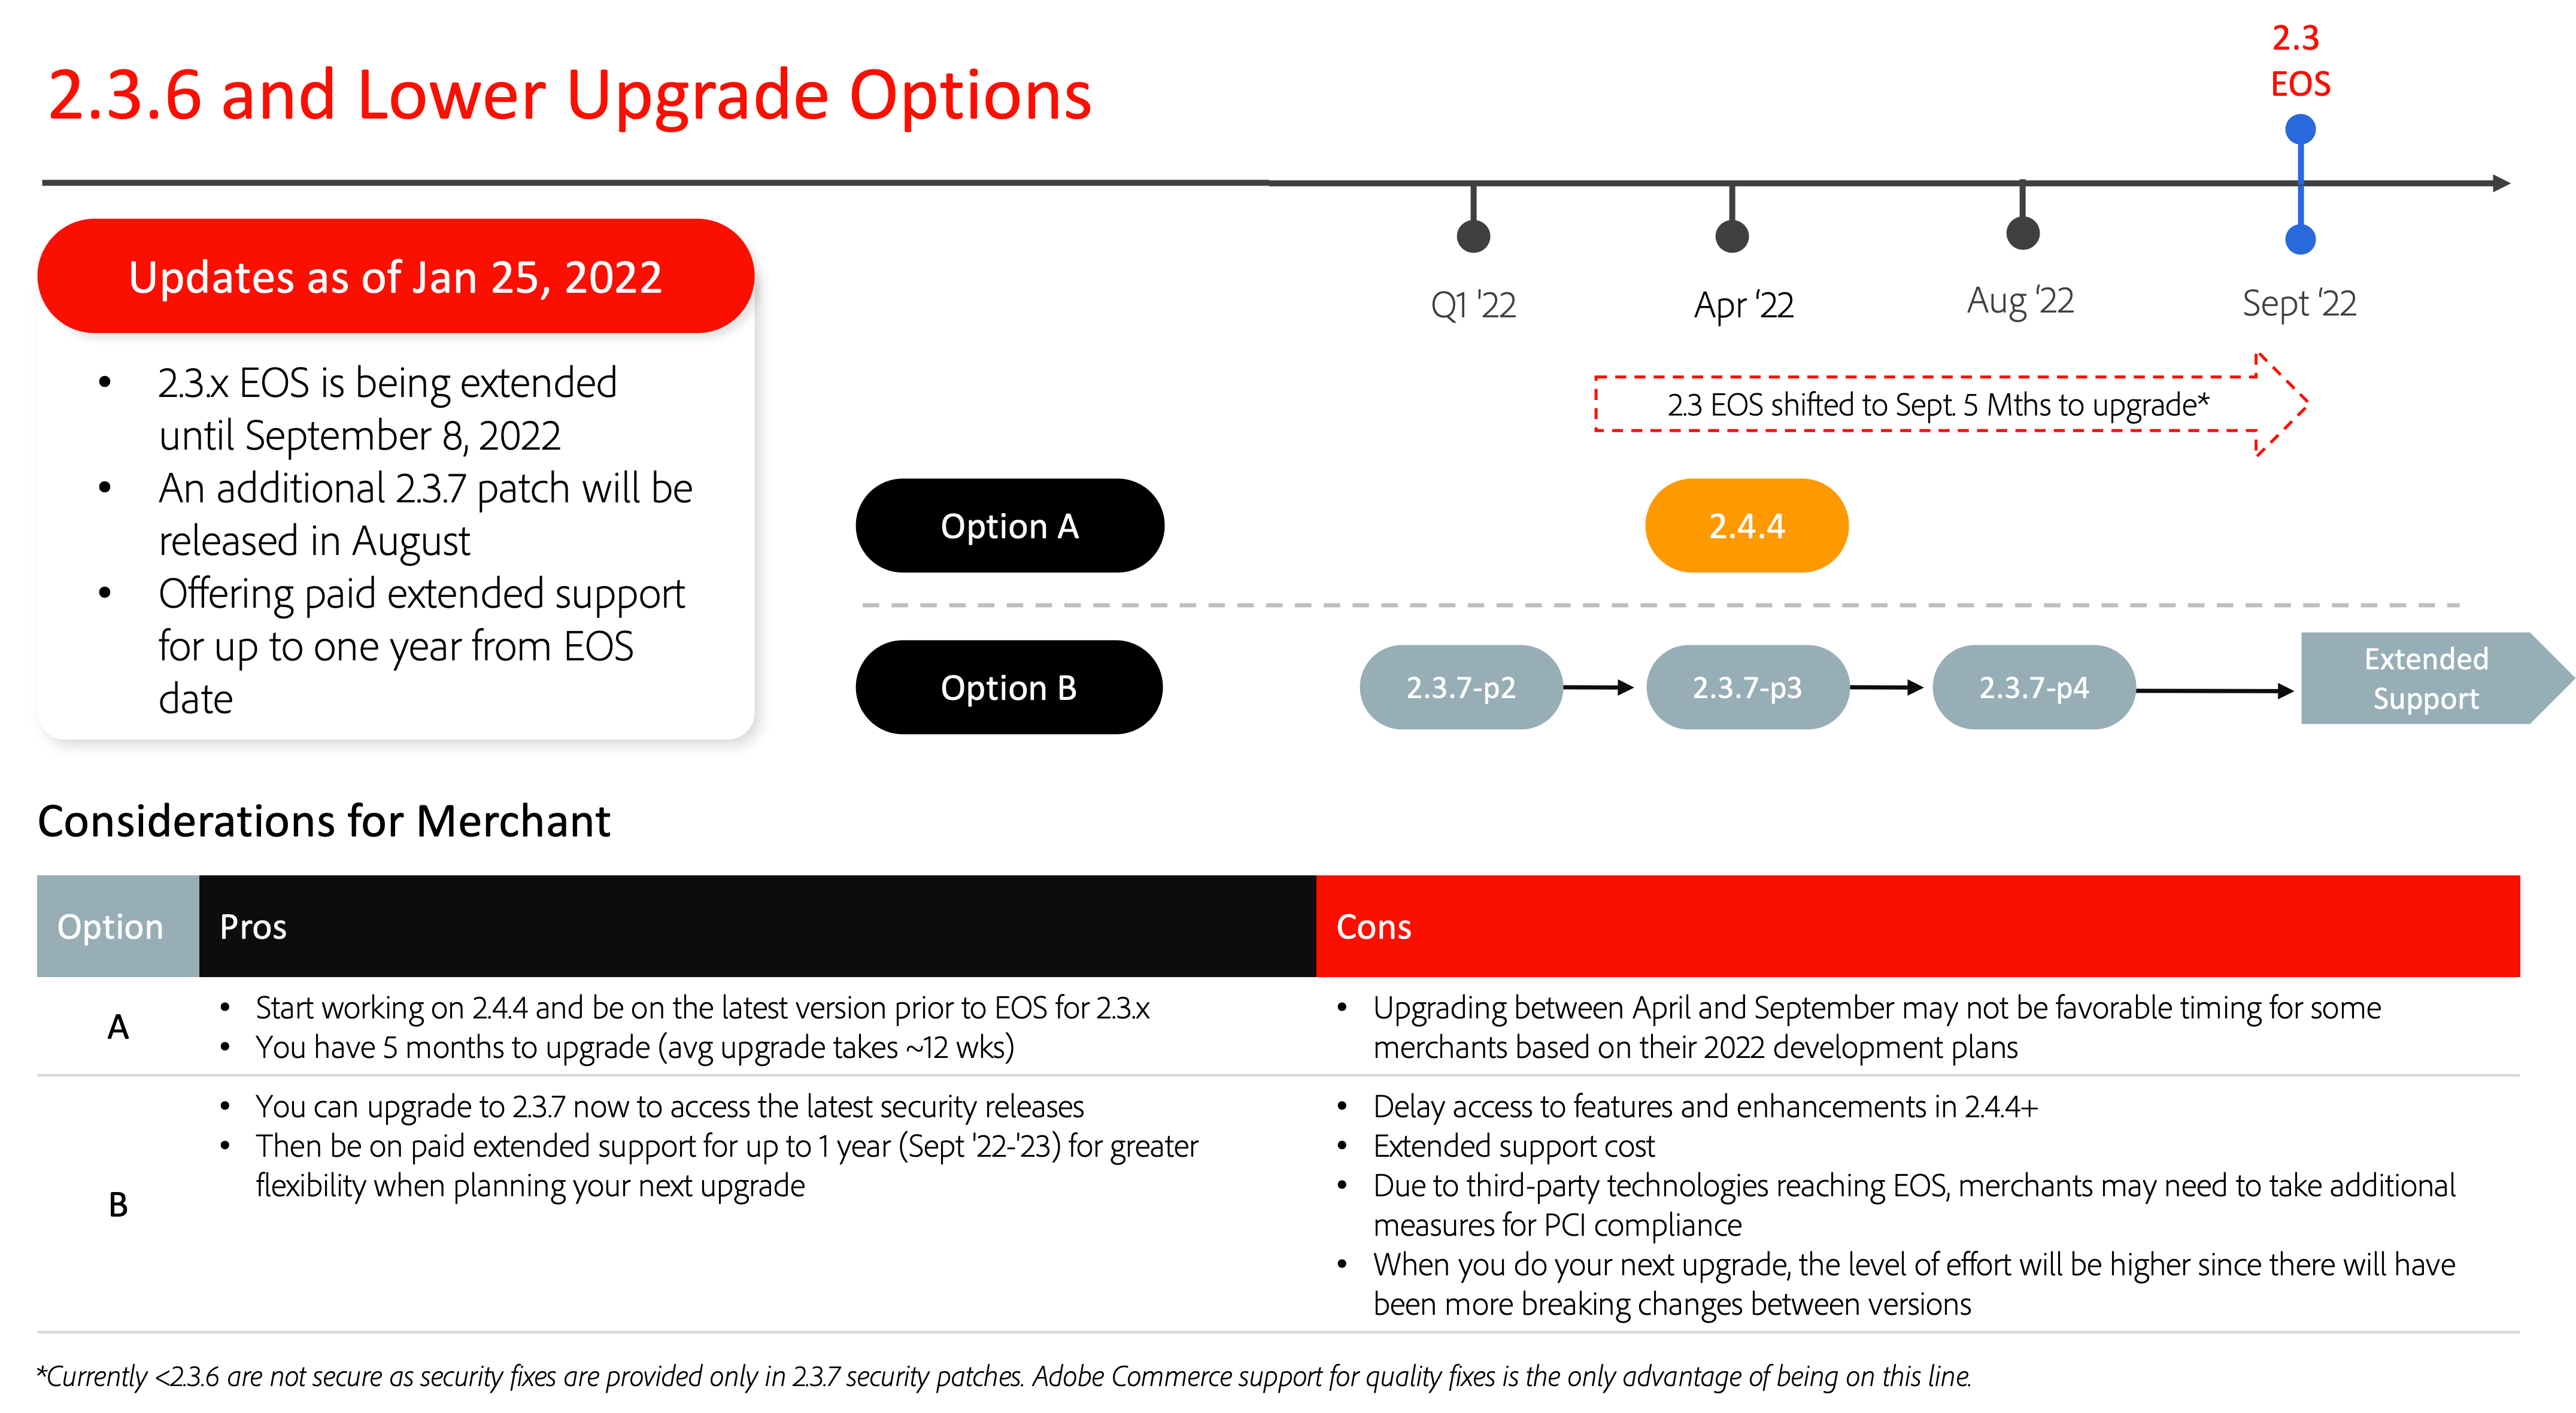 2.3
EOS
2.3.6 and Lower Upgrade Options
Updates as of Jan 25, 2022
• 2.3.x EOS is being extended
until September 8, 2022
• An additional 2.3.7 patch will be
released in August
• Offering paid extended support
for up to one year from EOS
date
Q1 '22
Apr ‘22
Aug ‘22
Sept ‘22
2.3 EOS shifted to Sept. 5 Mths to upgrade*
Option A
2.4.4
Option B
2.3.7-p2
2.3.7-p3
2.3.7-p4
Extended
Support
Considerations for Merchant
Option
Pros
Cons
A
• Start working on 2.4.4 and be on the latest version prior to EOS for 2.3.x
• You have 5 months to upgrade (avg upgrade takes ~12 wks)
• Upgrading between April and September may not be favorable timing for some
merchants based on their 2022 development plans
B
• You can upgrade to 2.3.7 now to access the latest security releases
• Then be on paid extended support for up to 1 year (Sept '22-'23) for greater
flexibility when planning your next upgrade
• Delay access to features and enhancements in 2.4.4+
• Extended support cost
• Due to third-party technologies reaching EOS, merchants may need to take additional
measures for PCI compliance
• When you do your next upgrade, the level of effort will be higher since there will have
been more breaking changes between versions
*Currently <2.3.6 are not secure as security fixes are provided only in 2.3.7 security patches. Adobe Commerce support for quality fixes is the only advantage of being on this line.